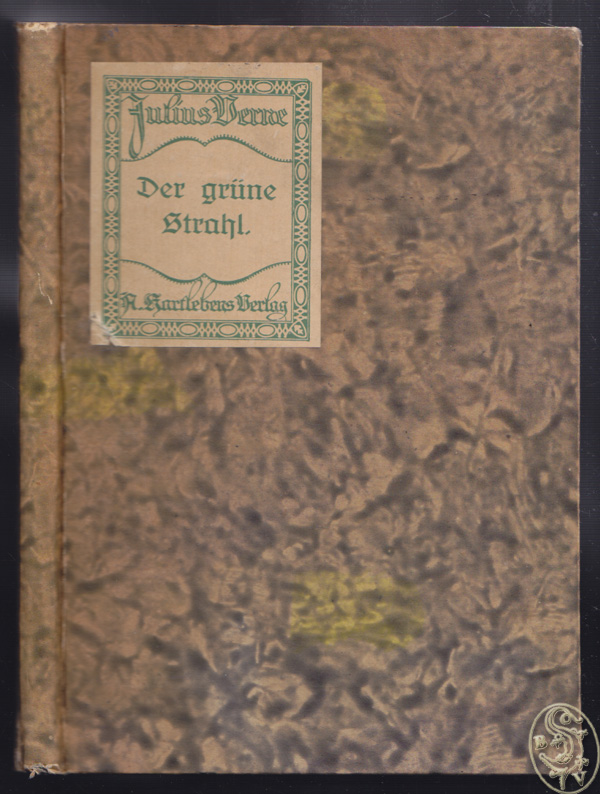 Julius Verne
Der grüne
Strahl.
A. Hartlebens Verlag